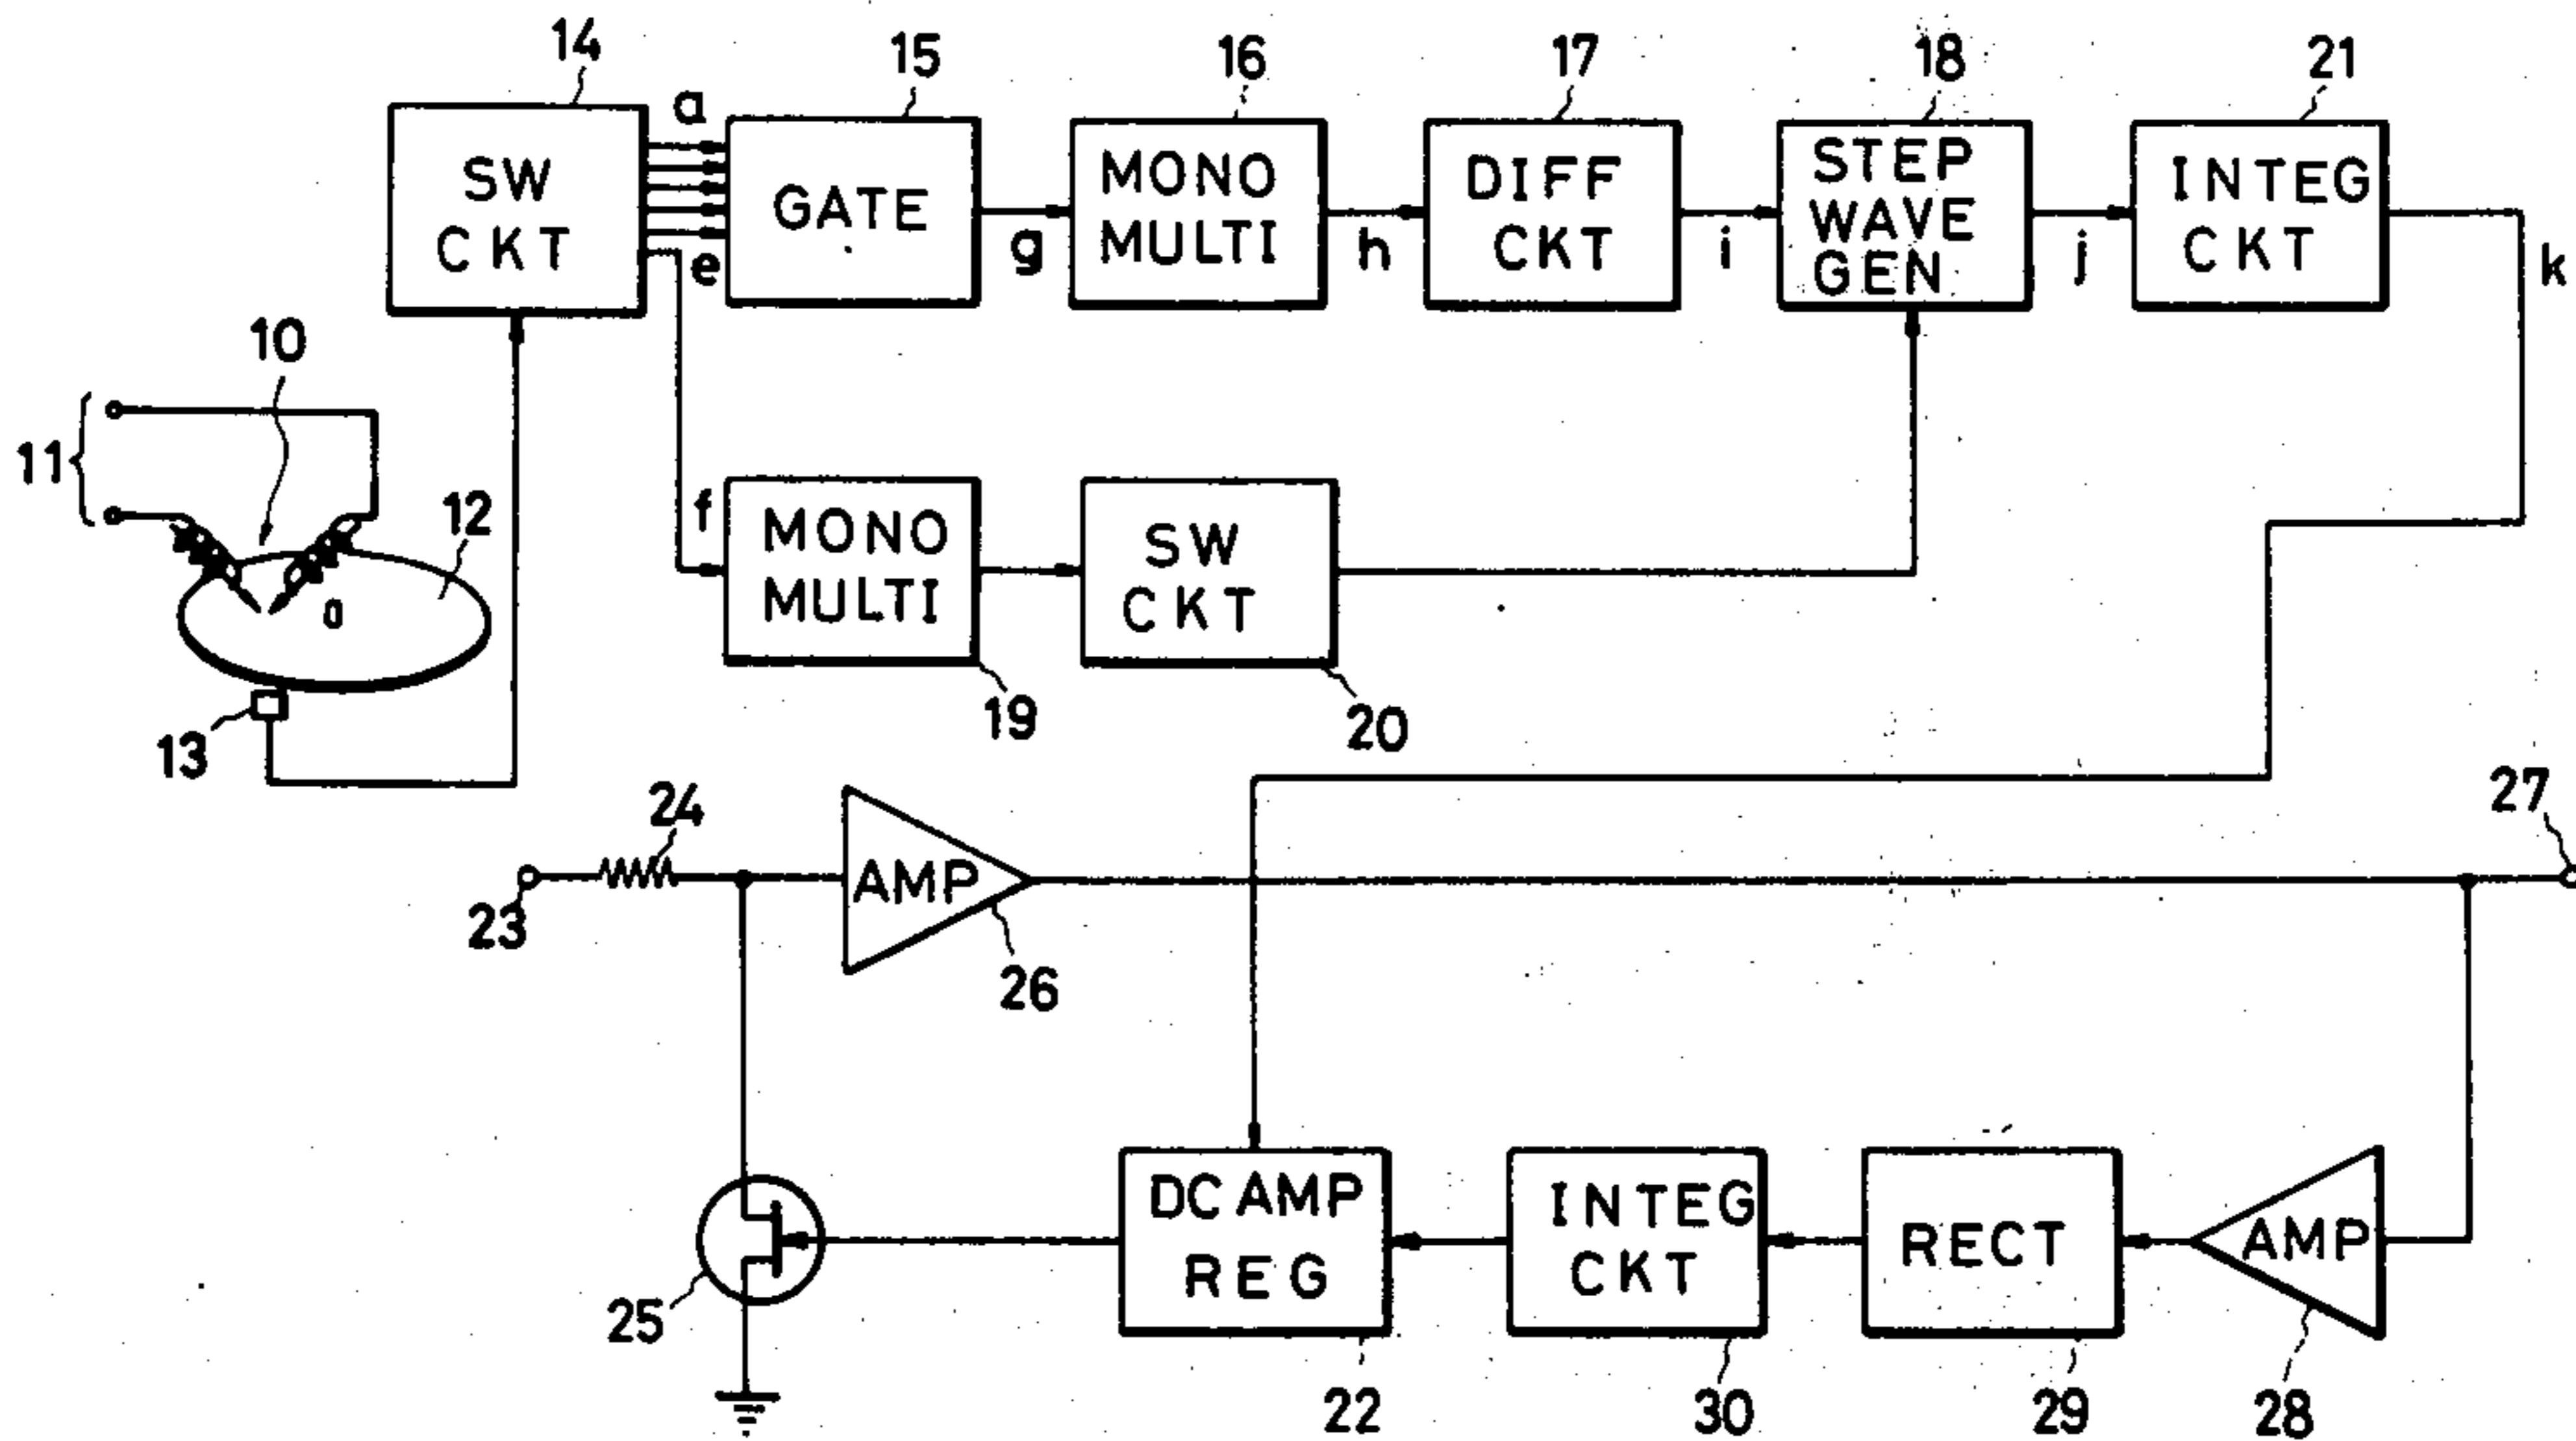 14
15
16
17
18
21
a
SW
CKT
GATE
MONO
MULTI
DIFF
CKT
STEP
WAVE
GEN
INTEG
CKT
e
g
h
i
j
k
10
11
12
f
MONO
MULTI
SW
CKT
13
19
20
24
27
23
AMP
26
25
DC AMP
REG
INTEG
CKT
RECT
AMP
22
30
29
28